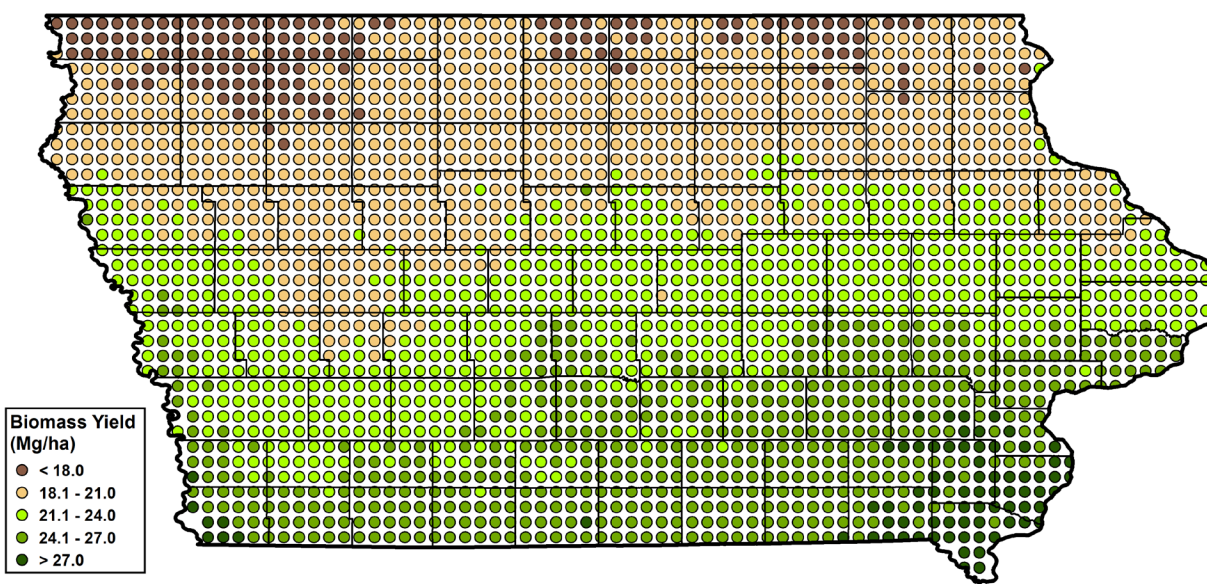 Biomass Yield
(Mg/ha)
< 18.0
18.1 - 21.0
21.1 - 24.0
24.1 - 27.0
> 27.0